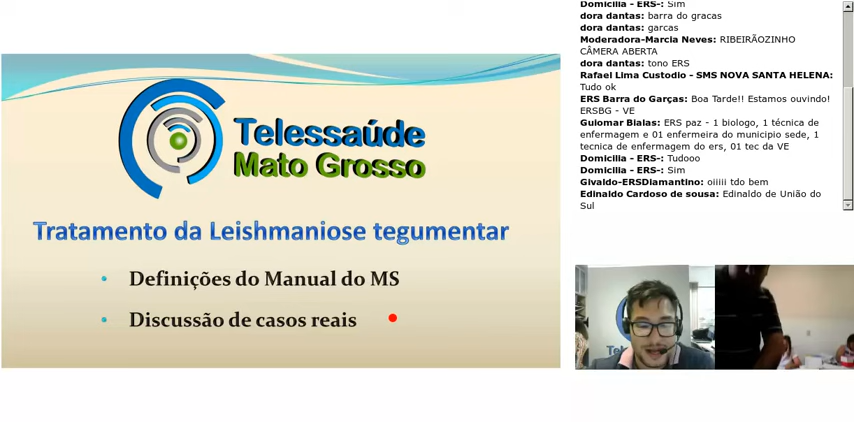 Telessaúde
Mato Grosso
Tratamento da Leishmaniose tegumentar
• Definições do Manual do MS
• Discussão de casos reais
Domicilia - ERS-: Sim
dora dantas: barra do gracas
dora dantas: garcas
Moderadora-Marcia Neves: RIBEIRÃOZINHO
CÂMERA ABERTA
dora dantas: tono ERS
Rafael Lima Custodio - SMS NOVA SANTA HELENA:
Tudo ok
ERS Barra do Garças: Boa Tarde!! Estamos ouvindo!
ERSBG - VE
Guiomar Blalas: ERS paz - 1 biologo, 1 técnica de
enfermagem e 01 enfermeira do municipio sede, 1
tecnica de enfermagem do ers, 01 tec da VE
Domicilia - ERS-: Tudooo
Domicilia - ERS-: Sim
Givaldo-ERSDiamantino: oiiiii tdo bem
Edinaldo Cardoso de sousa: Edinaldo de União do
Sul